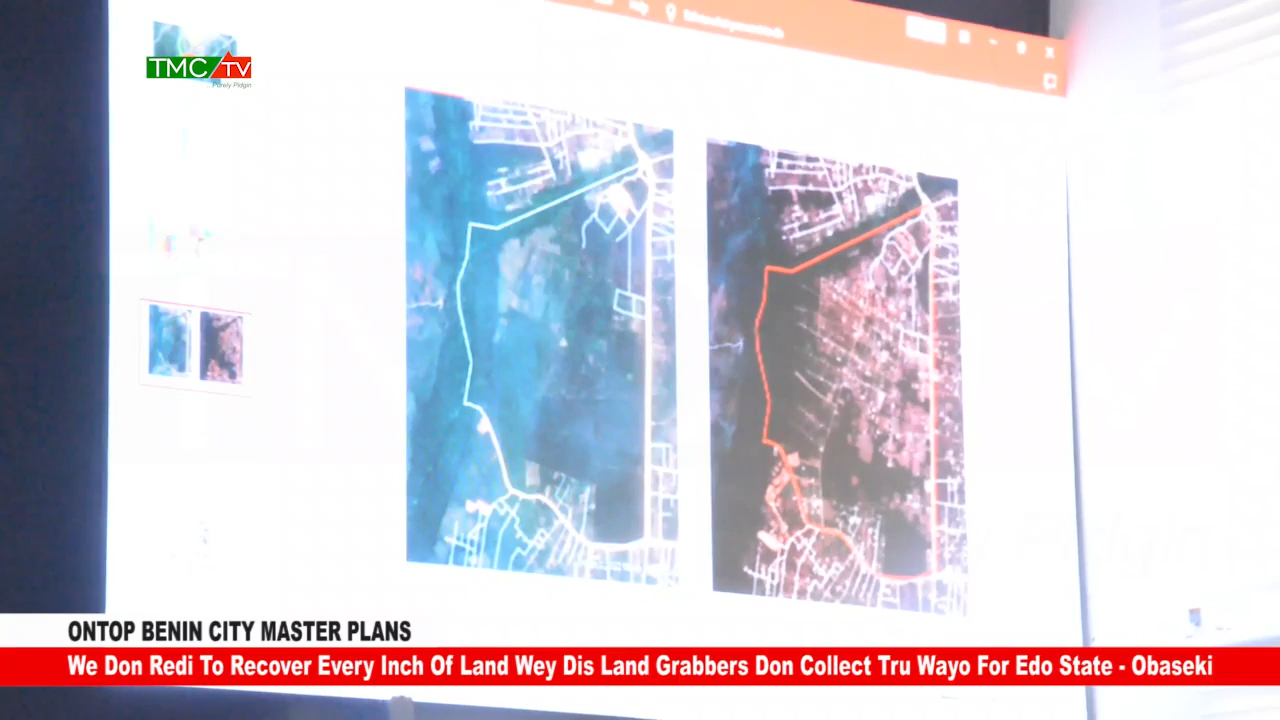 TMC TV
Purely Pidgin
ONTOP BENIN CITY MASTER PLANS
We Don Redi To Recover Every Inch Of Land Wey Dis Land Grabbers Don Collect Tru Wayo For Edo State - Obaseki